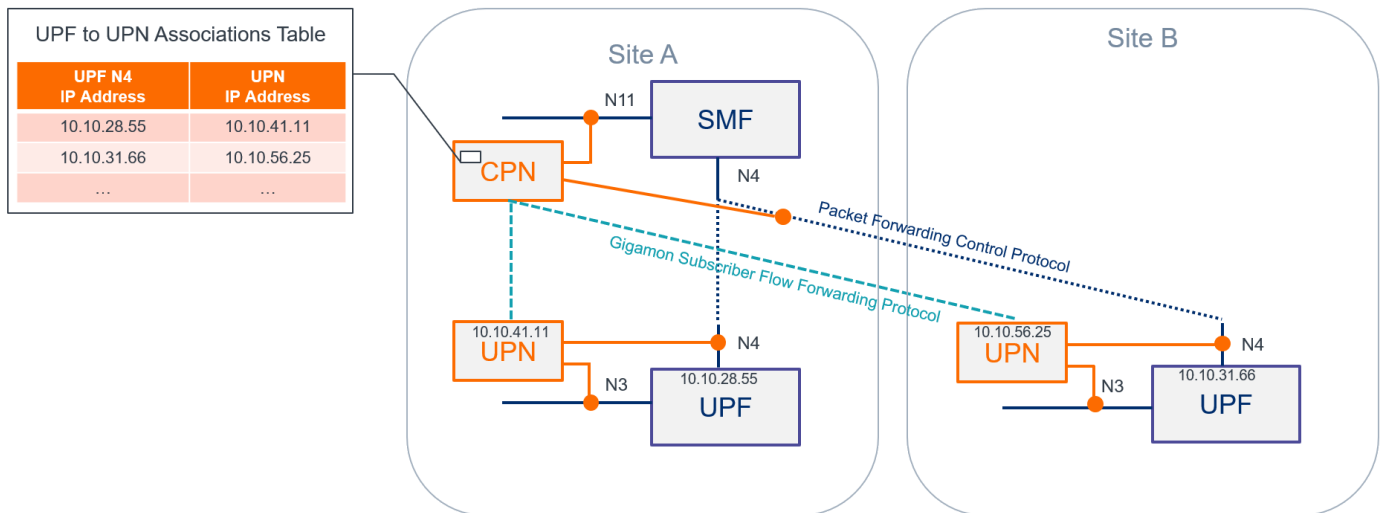 UPF to UPN Associations Table
UPF N4
IP Address
UPN
IP Address
10.10.28.55
10.10.41.11
10.10.31.66
10.10.56.25
...
...
Site A
Site B
N11
SMF
CPN
N4
Packet Forwarding Control Protocol
Gigamon Subscriber Flow Forwarding Protocol
10.10.41.11
UPN
N4
N3
10.10.28.55
UPF
10.10.56.25
UPN
N4
N3
10.10.31.66
UPF